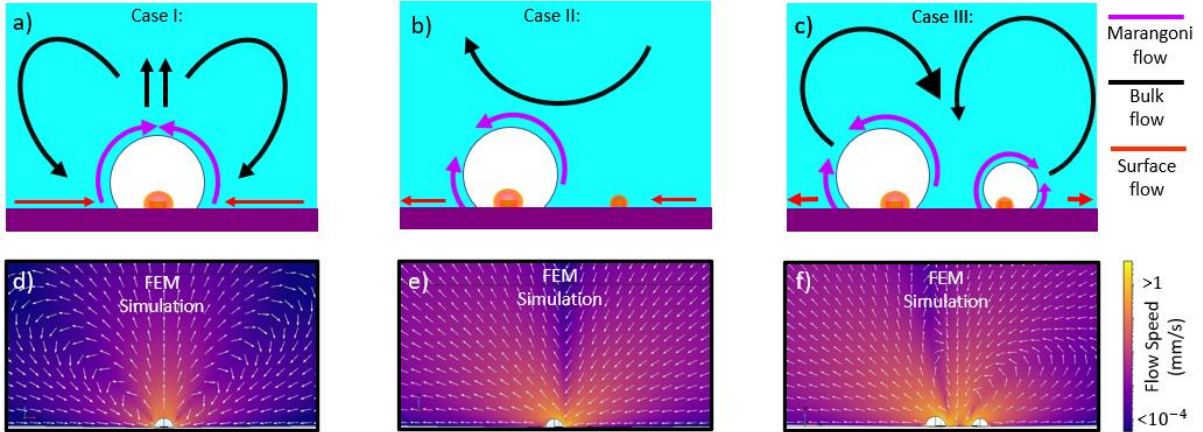 a)
Case I:
b)
Case II:
c)
Case III:
Marangoni
flow
Bulk
flow
Surface
flow
d)
FEM
Simulation
e)
FEM
Simulation
f)
FEM
Simulation
>1
Flow Speed
(mm/s)
<10⁻⁴